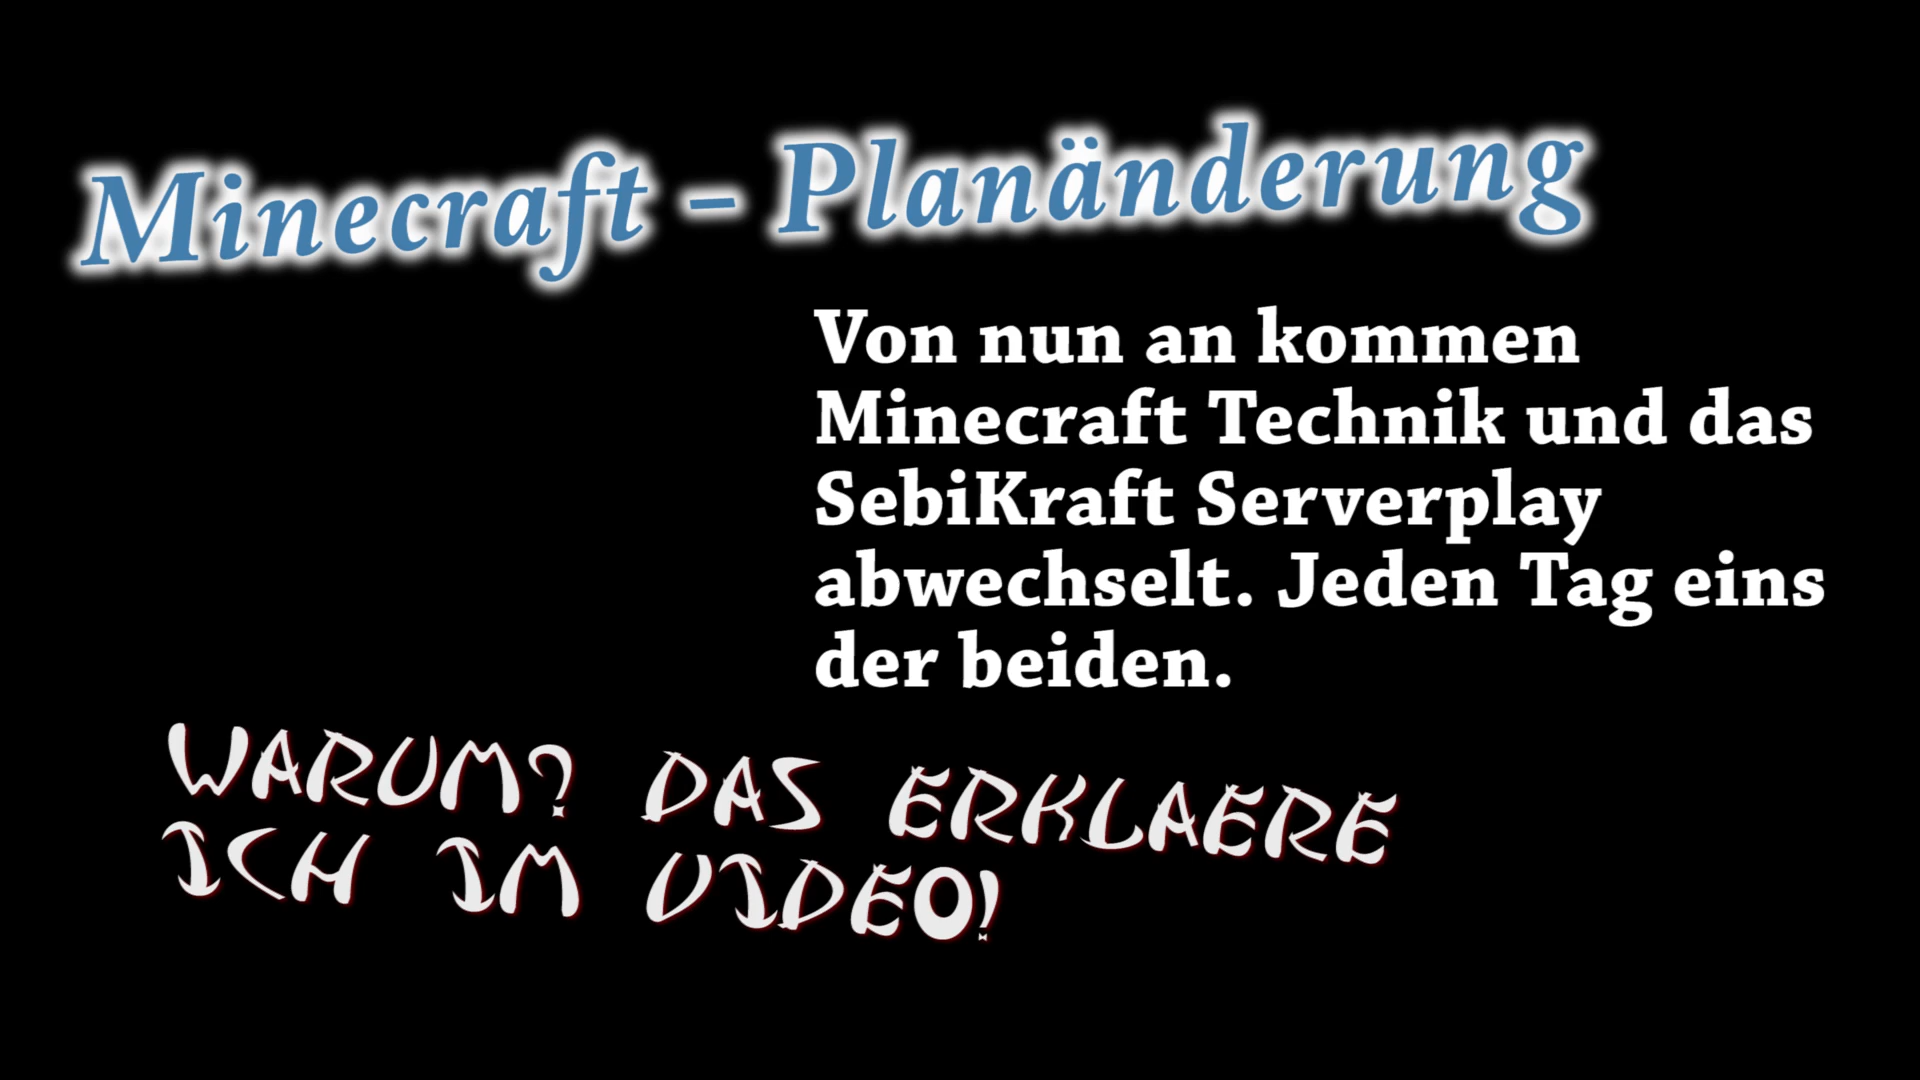 Minecraft – Planänderung
Von nun an kommen
Minecraft Technik und das
SebiKraft Serverplay
abwechselt. Jeden Tag eins
der beiden.
WARUM? DAS ERKLAERE
ICH IM VIDEO!